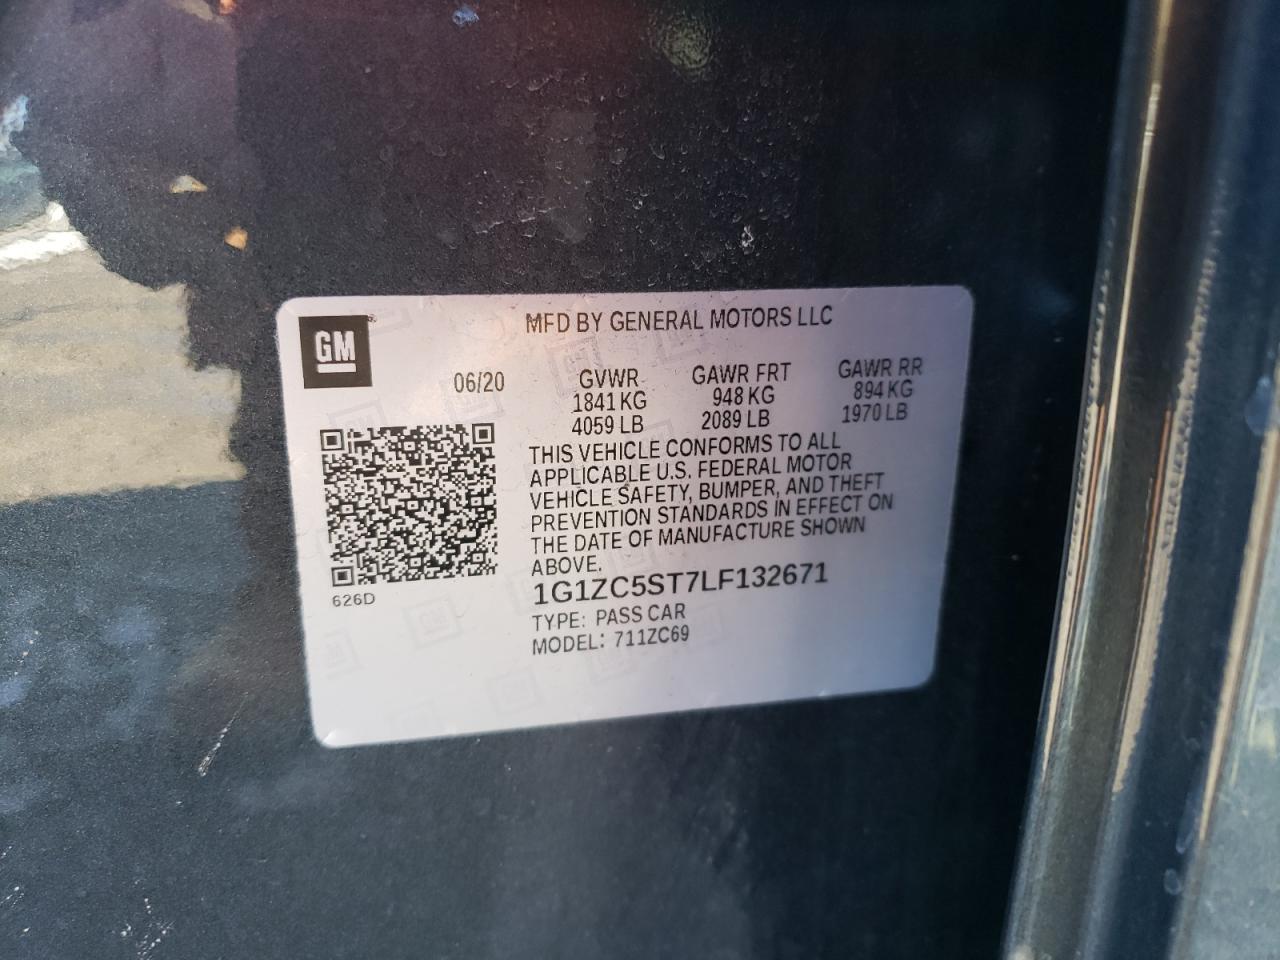 GM
MFD BY GENERAL MOTORS LLC
06/20
GVWR
1841 KG
4059 LB
GAWR FRT
948 KG
2089 LB
GAWR RR
894 KG
1970 LB
THIS VEHICLE CONFORMS TO ALL
APPLICABLE U.S. FEDERAL MOTOR
VEHICLE SAFETY, BUMPER, AND THEFT
PREVENTION STANDARDS IN EFFECT ON
THE DATE OF MANUFACTURE SHOWN
ABOVE.
1G1ZC5ST7LF132671
TYPE: PASS CAR
MODEL: 711ZC69
626D